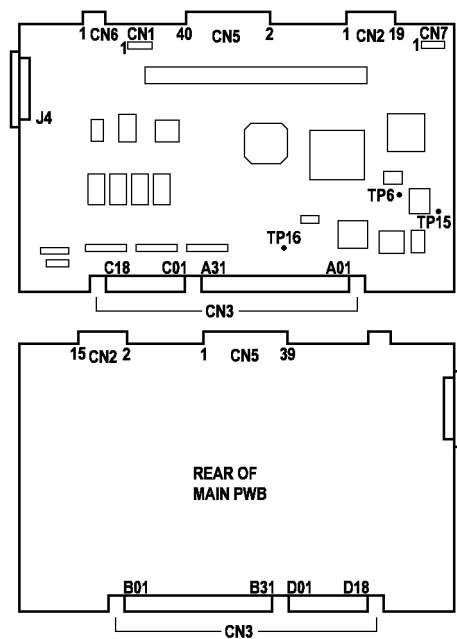 1 CN6 CN1 40 CN5 2 1 CN2 19 CN7
1 1
J4
TP6
TP15
TP16
C18 C01 A31 A01
CN3
15 CN2 2 1 CN5 39
REAR OF
MAIN PWB
B01 B31 D01 D18
CN3